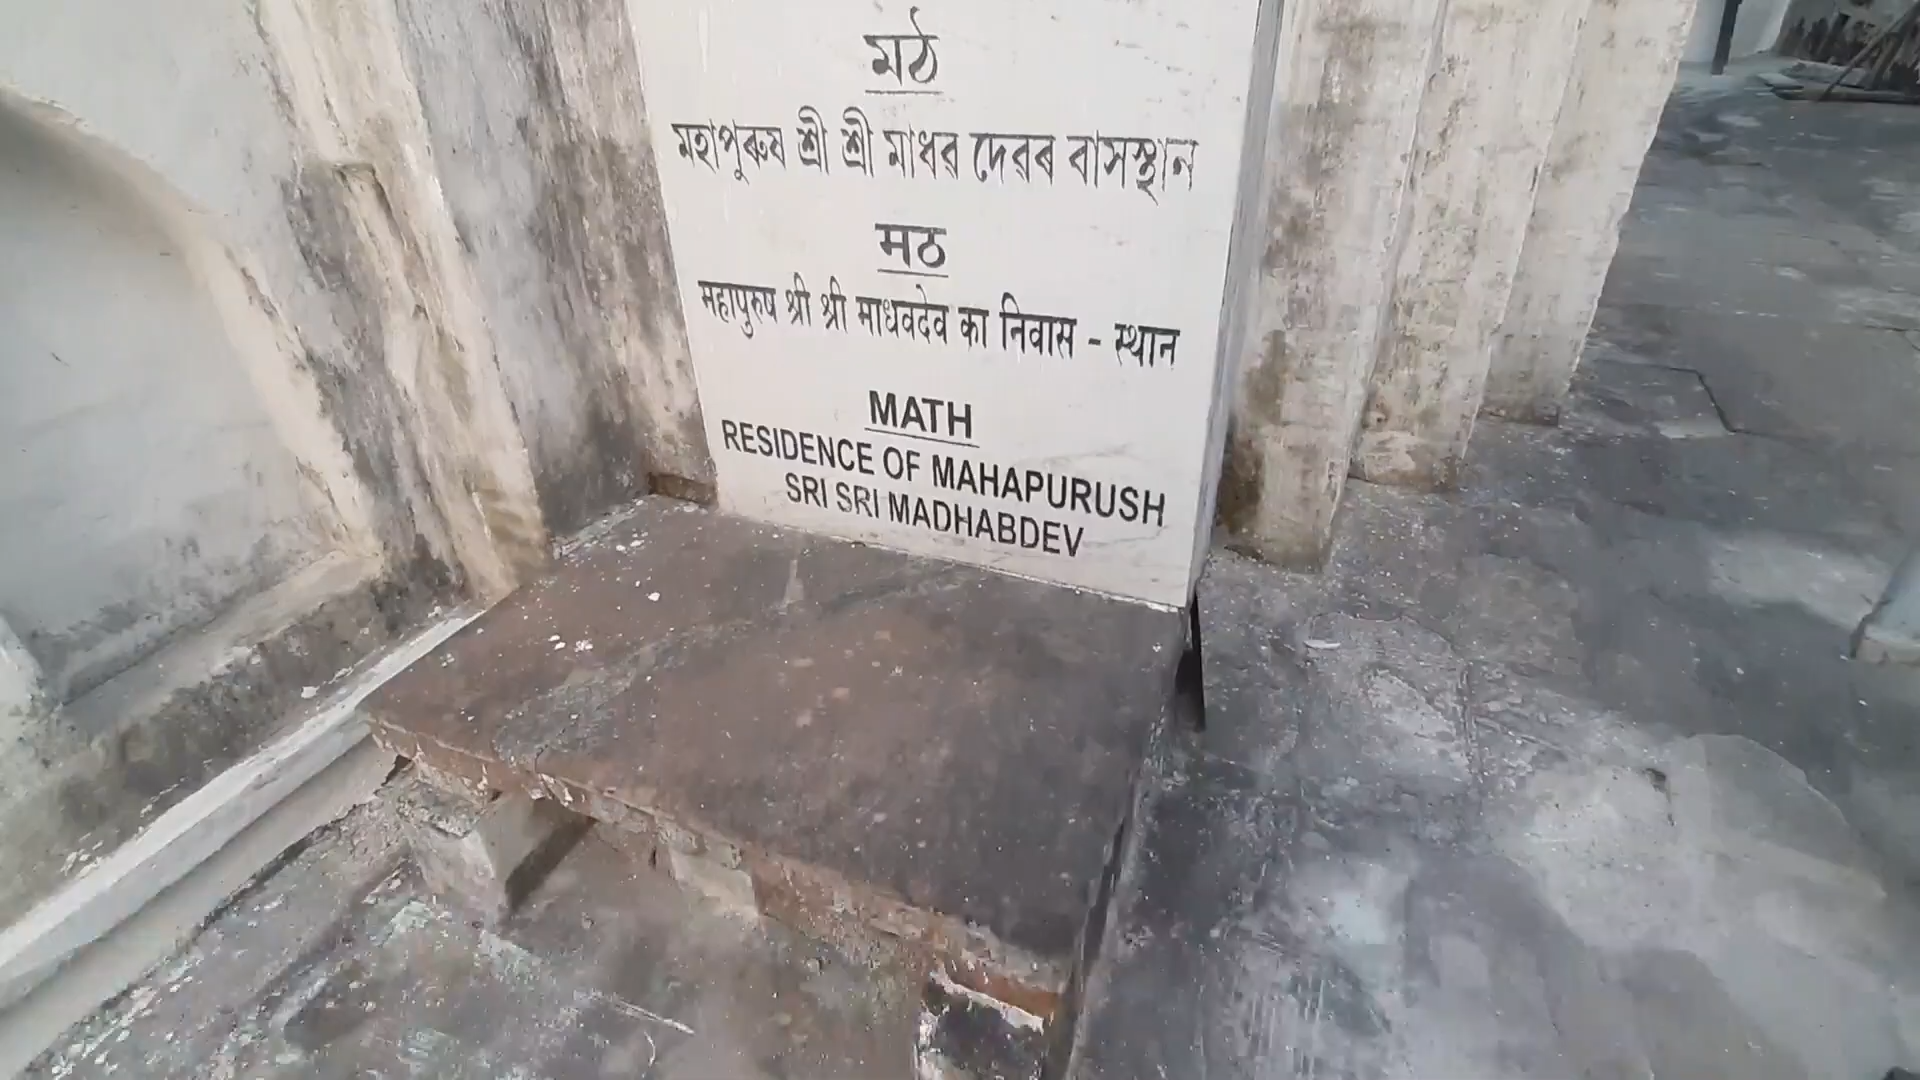 মঠ
মহাপুৰুষ শ্ৰী শ্ৰী মাধৱ দেৱৰ বাসস্থান
मठ
महापुरुष श्री श्री माधवदेव का निवास - स्थान
MATH
RESIDENCE OF MAHAPURUSH
SRI SRI MADHABDEV